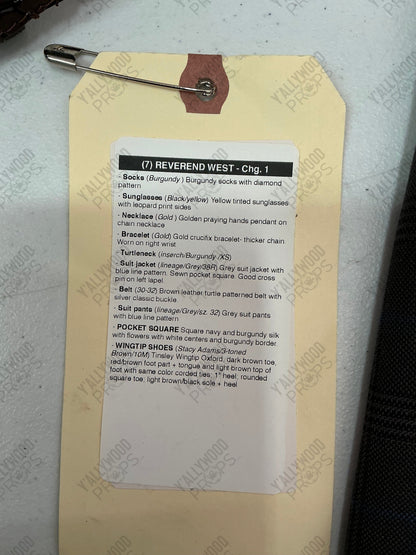 (7) REVEREND WEST - Chg. 1
- Socks (Burgundy ) Burgundy socks with diamond
pattern
- Sunglasses (Black/yellow) Yellow tinted sunglasses
with leopard print sides
- Necklace (Gold ) Golden praying hands pendant on
chain necklace
- Bracelet (Gold) Gold crucifix bracelet- thicker chain.
Worn on right wrist
- Turtleneck (inserch/Burgundy /XS)
- Suit jacket (lineage/Grey/38R) Grey suit jacket with
blue line pattern. Sewn pocket square. Good cross
pin on left lapel.
- Belt (30-32) Brown leather turtle patterned belt with
silver classic buckle
- Suit pants (lineage/Grey/sz. 32) Grey suit pants
with blue line pattern
- POCKET SQUARE Square navy and burgundy silk
with flowers with white centers and burgundy border.
- WINGTIP SHOES (Stacy Adams/3-toned
Brown/10M) Tinsley Wingtip Oxford, dark brown toe,
red/brown foot part + tongue and light brown top of
foot with same color corded ties; 1" heel, rounded
square toe, light brown/black sole + heel
Y'ALLYWOOD
PROPS